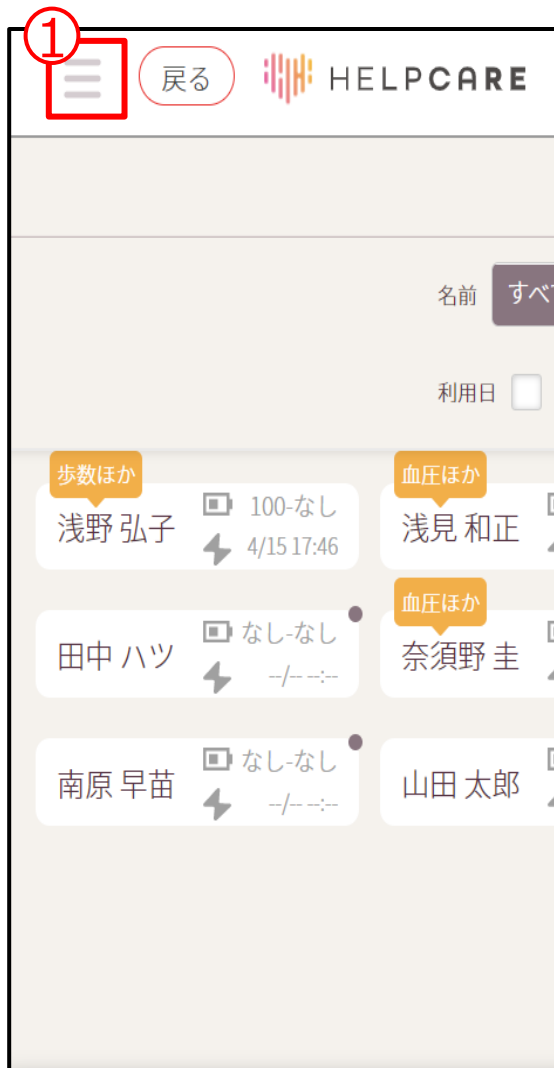 ①
戻る HELPCARE
名前 すべ
利用日
歩数ほか 血圧ほか
浅野 弘子 100-なし 浅見 和正
4/15 17:46
血圧ほか
田中 ハツ なし-なし 奈須野 圭
--/-- --:--
南原 早苗 なし-なし 山田 太郎
--/-- --:--